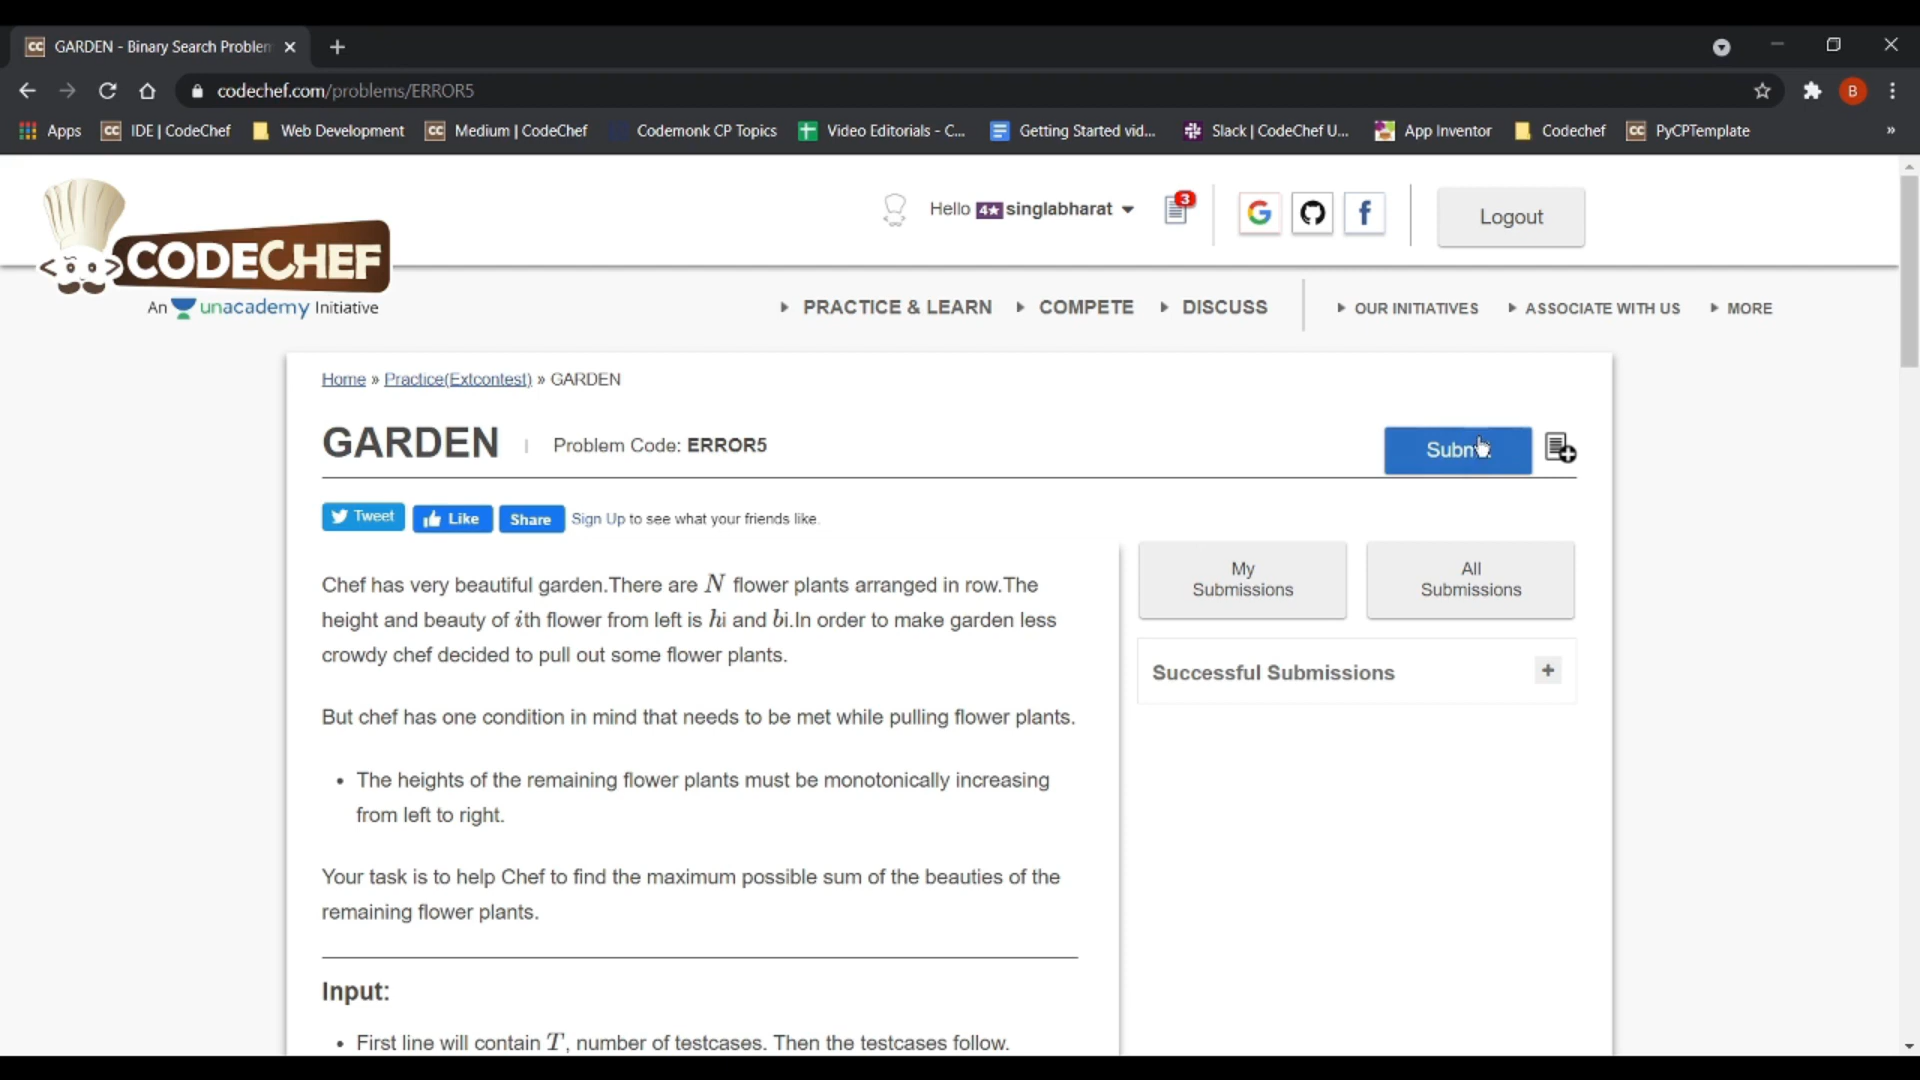 GARDEN - Binary Search Problem
codechef.com/problems/ERROR5
B
Apps
IDE | CodeChef
Web Development
Medium | CodeChef
Codemonk CP Topics
Video Editorials - C...
Getting Started vid...
Slack | CodeChef U...
App Inventor
Codechef
PyCPTemplate
»
CODECHEF
An unacademy Initiative
Hello 4★ singlabharat
3
Logout
PRACTICE & LEARN
COMPETE
DISCUSS
OUR INITIATIVES
ASSOCIATE WITH US
MORE
Home » Practice(Extcontest) » GARDEN
GARDEN | Problem Code: ERROR5
Submit
Tweet Like Share Sign Up to see what your friends like.
Chef has very beautiful garden.There are N flower plants arranged in row.The
height and beauty of ith flower from left is hi and bi.In order to make garden less
crowdy chef decided to pull out some flower plants.
But chef has one condition in mind that needs to be met while pulling flower plants.
• The heights of the remaining flower plants must be monotonically increasing
from left to right.
Your task is to help Chef to find the maximum possible sum of the beauties of the
remaining flower plants.
Input:
• First line will contain T, number of testcases. Then the testcases follow.
My
Submissions
All
Submissions
Successful Submissions +